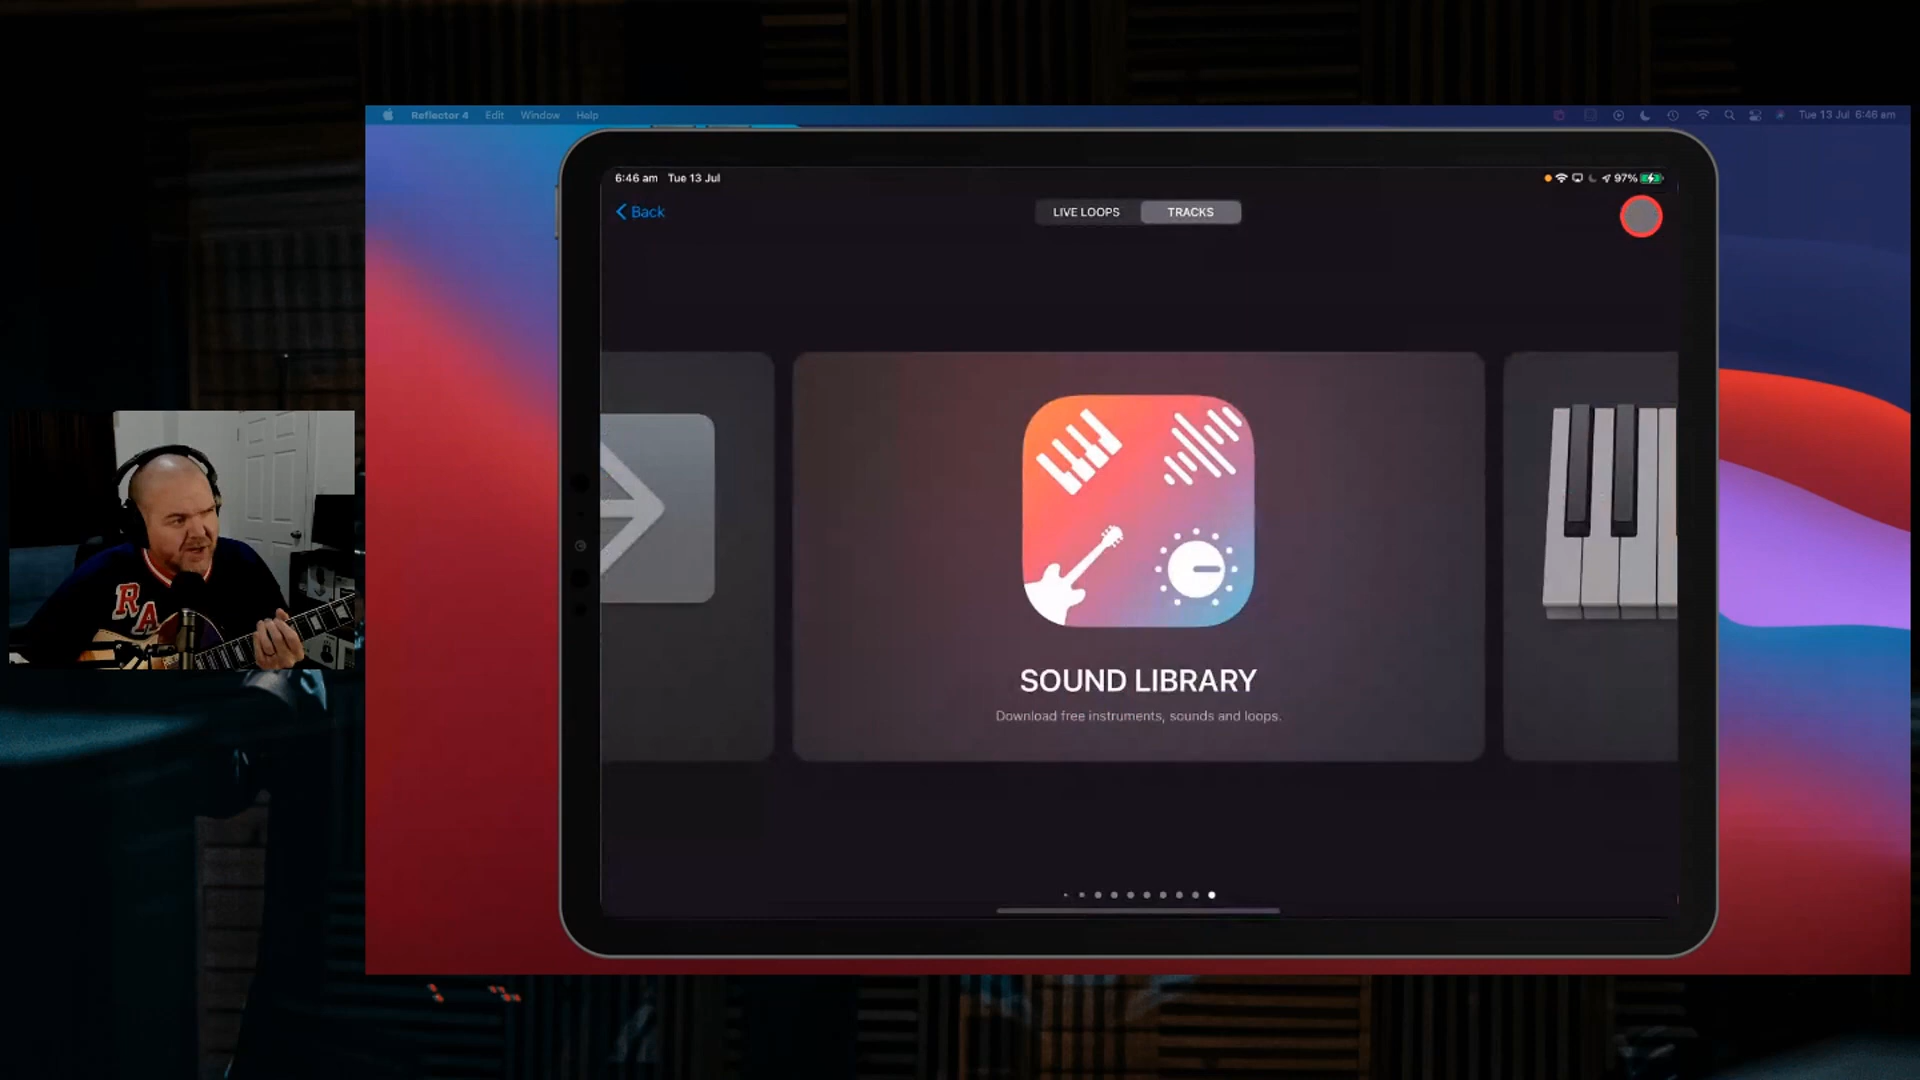 Reflector 4 Edit Window Help
Tue 13 Jul 6:46 am
6:46 am Tue 13 Jul
97%
Back
LIVE LOOPS
TRACKS
SOUND LIBRARY
Download free instruments, sounds and loops.
RA